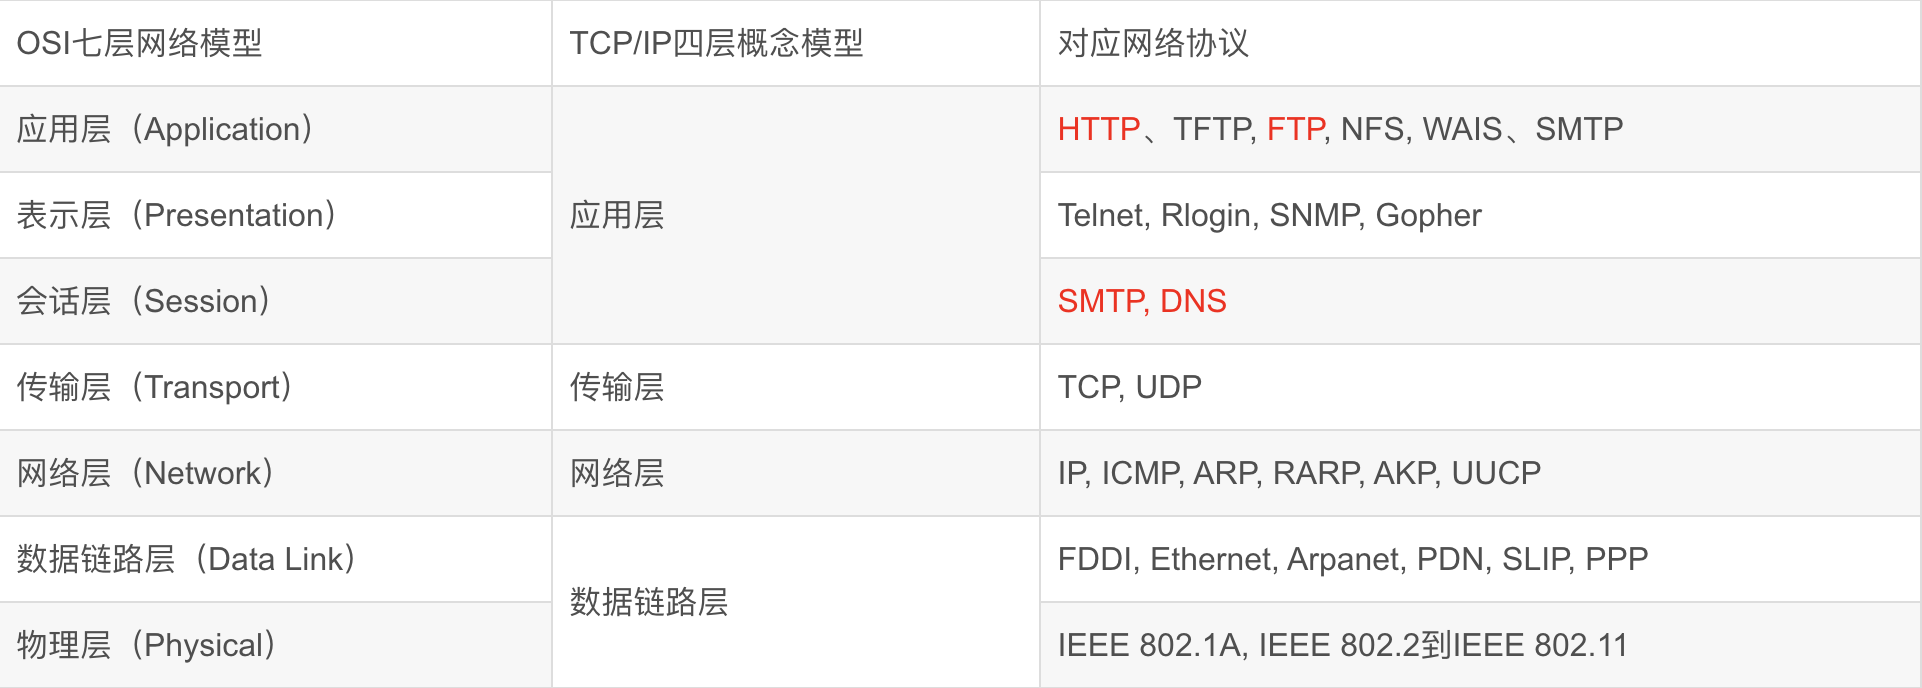 OSI七层网络模型 TCP/IP四层概念模型 对应网络协议
应用层（Application） HTTP、TFTP, FTP, NFS, WAIS、SMTP
表示层（Presentation） 应用层 Telnet, Rlogin, SNMP, Gopher
会话层（Session） SMTP, DNS
传输层（Transport） 传输层 TCP, UDP
网络层（Network） 网络层 IP, ICMP, ARP, RARP, AKP, UUCP
数据链路层（Data Link） FDDI, Ethernet, Arpanet, PDN, SLIP, PPP
数据链路层
物理层（Physical） IEEE 802.1A, IEEE 802.2到IEEE 802.11